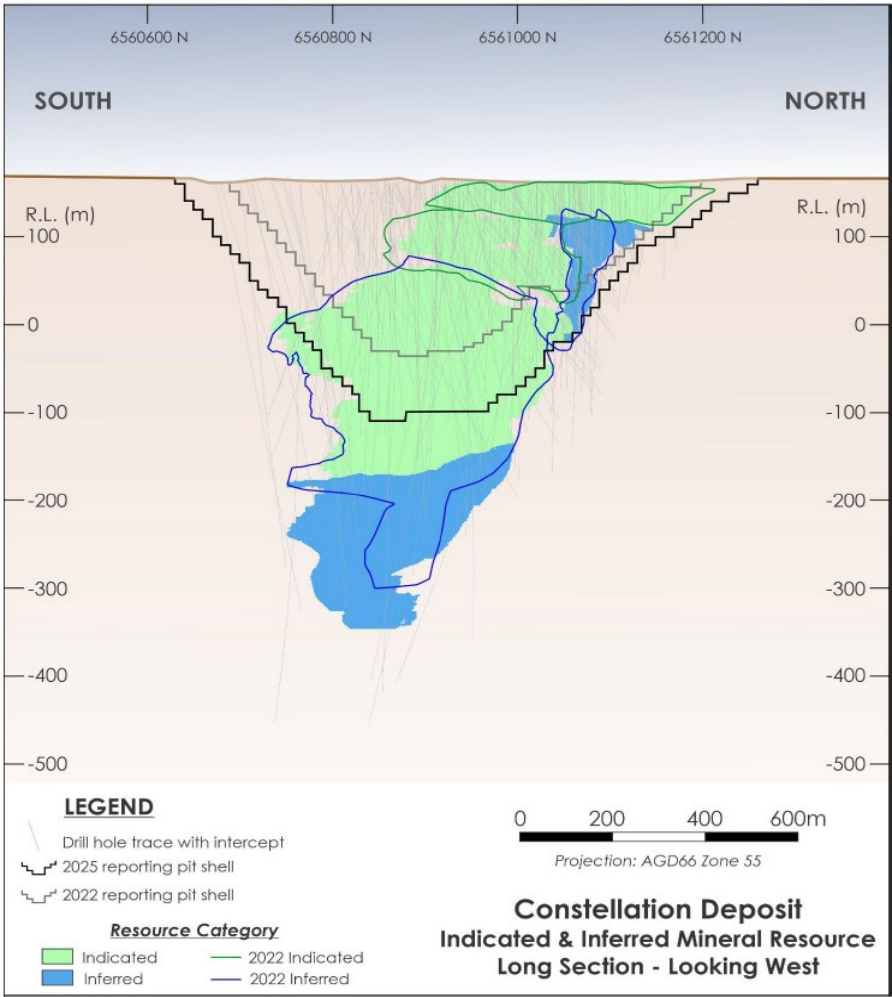 6560600 N 6560800 N 6561000 N 6561200 N
SOUTH NORTH
R.L. (m) R.L. (m)
100 100
0 0
-100 -100
-200 -200
-300 -300
-400 -400
-500 -500
LEGEND
Drill hole trace with intercept
2025 reporting pit shell
2022 reporting pit shell
Resource Category
Indicated 2022 Indicated
Inferred 2022 Inferred
0 200 400 600m
Projection: AGD66 Zone 55
Constellation Deposit
Indicated & Inferred Mineral Resource
Long Section - Looking West